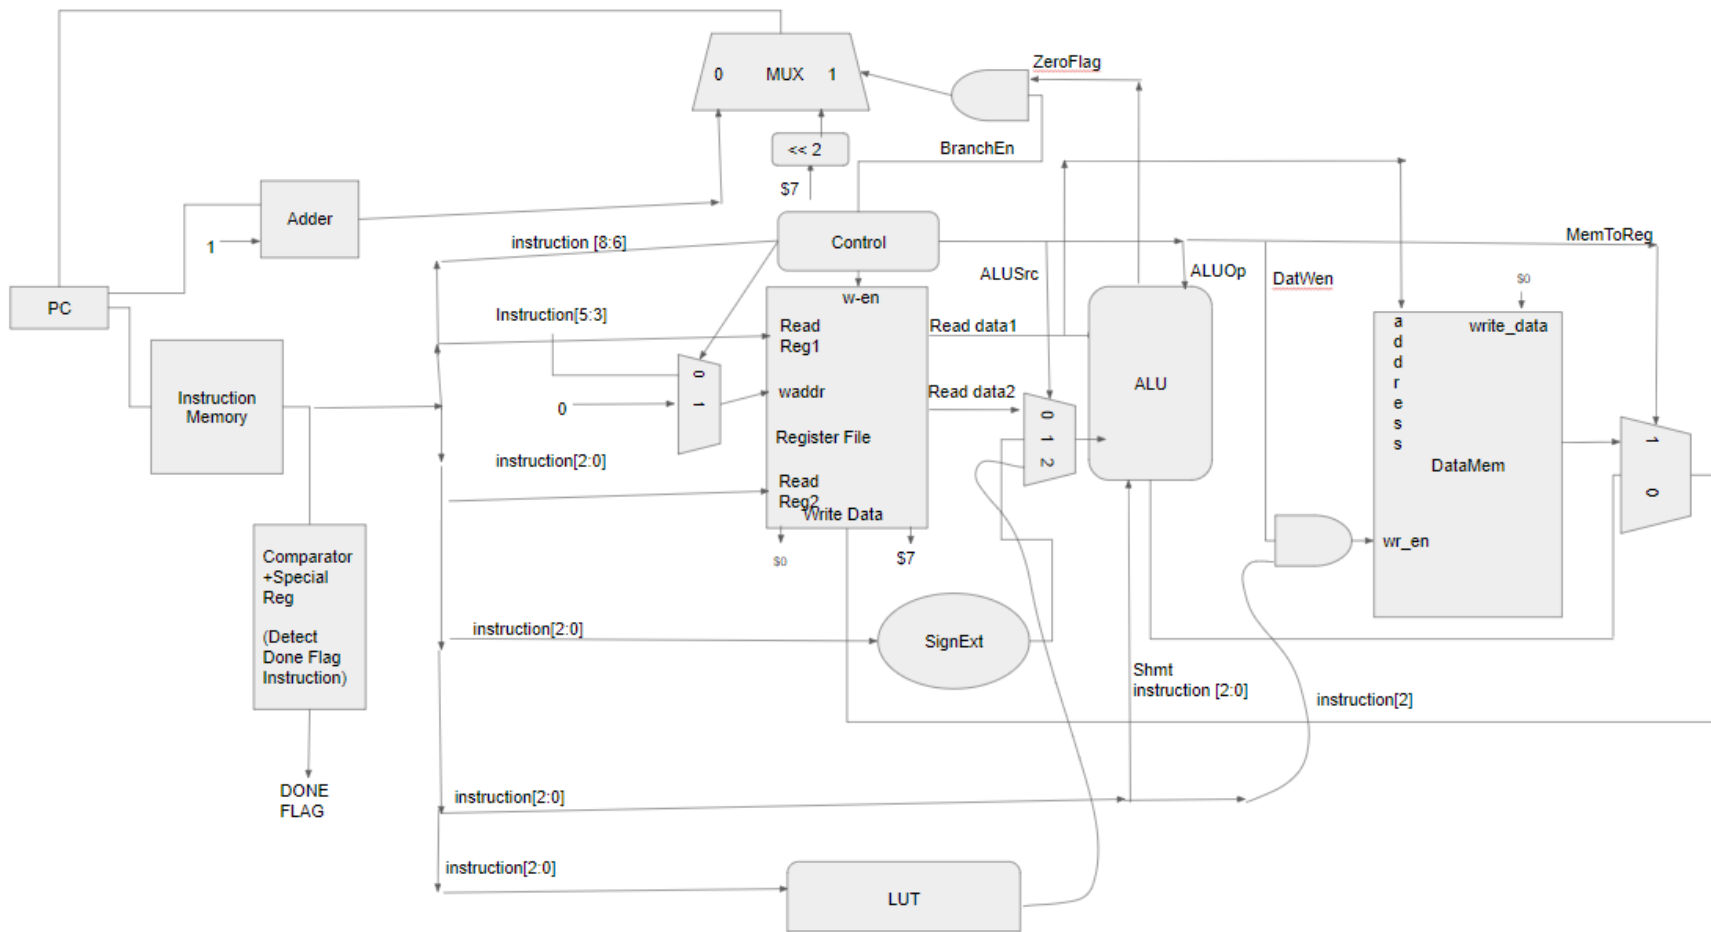 ZeroFlag
0 MUX 1
<< 2
BranchEn
$7
Adder
1
instruction [8:6]
Control
MemToReg
ALUSrc
ALUOp
DatWen
$0
PC
w-en
Instruction[5:3]
Read
Reg1
Read data1
address
write_data
Instruction
Memory
0
1
waddr
0
Read data2
ALU
0
1
2
Register File
1
0
DataMem
instruction[2:0]
Read
Reg2
Write Data
wr_en
$0
$7
Comparator
+Special
Reg
(Detect
Done Flag
Instruction)
instruction[2:0]
SignExt
Shmt
instruction [2:0]
instruction[2]
DONE
FLAG
instruction[2:0]
instruction[2:0]
LUT